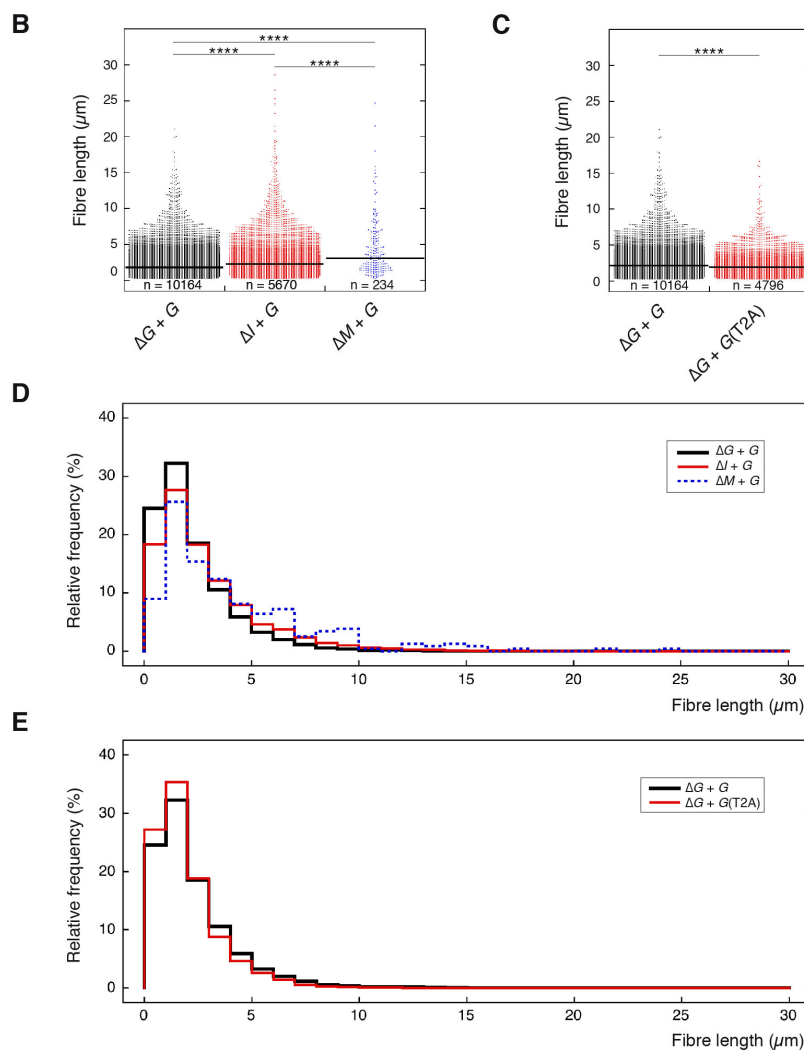 B
Fibre length (µm)
30
25
20
15
10
5
0
****
****
****
n = 10164
n = 5670
n = 234
ΔG + G
ΔI + G
ΔM + G
C
Fibre length (µm)
30
25
20
15
10
5
0
****
n = 10164
n = 4796
ΔG + G
ΔG + G(T2A)
D
Relative frequency (%)
40
30
20
10
0
ΔG + G
ΔI + G
ΔM + G
0 5 10 15 20 25 30
Fibre length (µm)
E
Relative frequency (%)
40
30
20
10
0
ΔG + G
ΔG + G(T2A)
0 5 10 15 20 25 30
Fibre length (µm)